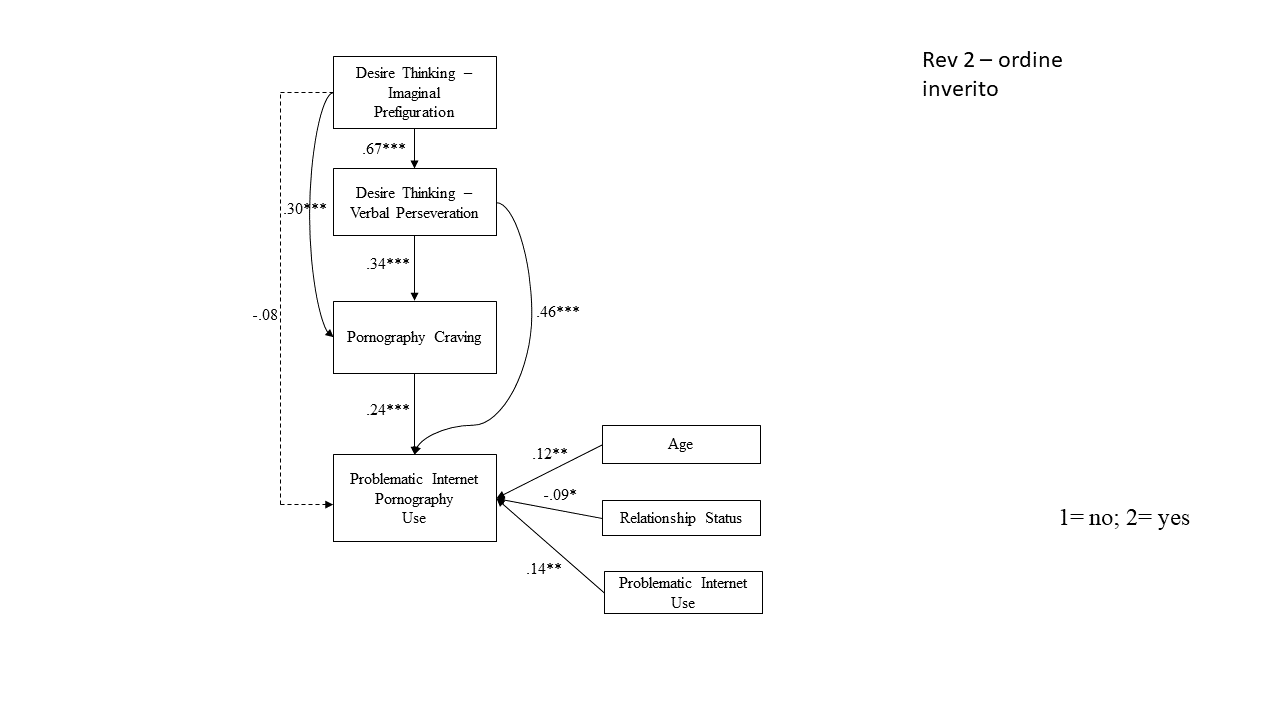 Rev 2 – ordine
inverito
Desire Thinking –
Imaginal
Prefiguration
.67***
Desire Thinking –
Verbal Perseveration
.30***
.34***
-.08
.46***
Pornography Craving
.24***
Problematic Internet
Pornography
Use
.12**
Age
-.09*
Relationship Status
.14**
Problematic Internet
Use
1= no; 2= yes